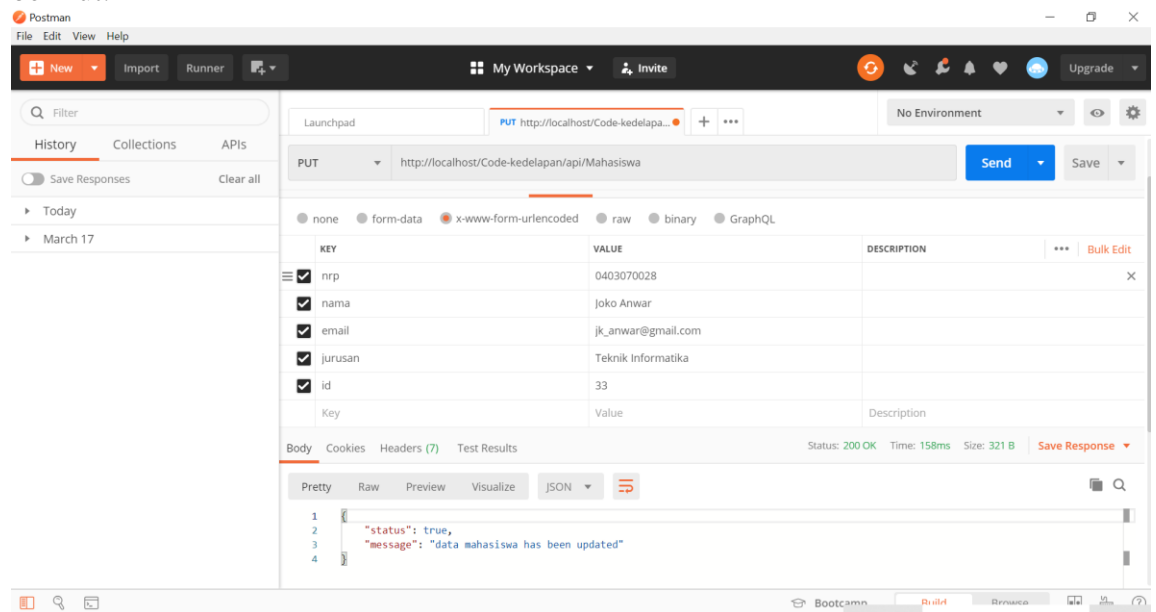 Postman
File Edit View Help
New Import Runner My Workspace Invite Upgrade
Filter
History Collections APIs
Save Responses Clear all
Today
March 17
Launchpad PUT http://localhost/Code-kedelapa... No Environment
PUT http://localhost/Code-kedelapan/api/Mahasiswa Send Save
none form-data x-www-form-urlencoded raw binary GraphQL
KEY VALUE DESCRIPTION Bulk Edit
nrp 0403070028
nama Joko Anwar
email jk_anwar@gmail.com
jurusan Teknik Informatika
id 33
Key Value Description
Body Cookies Headers (7) Test Results Status: 200 OK Time: 158ms Size: 321 B Save Response
Pretty Raw Preview Visualize JSON
1 {
2 "status": true,
3 "message": "data mahasiswa has been updated"
4 }
Bootcamp Build Browse